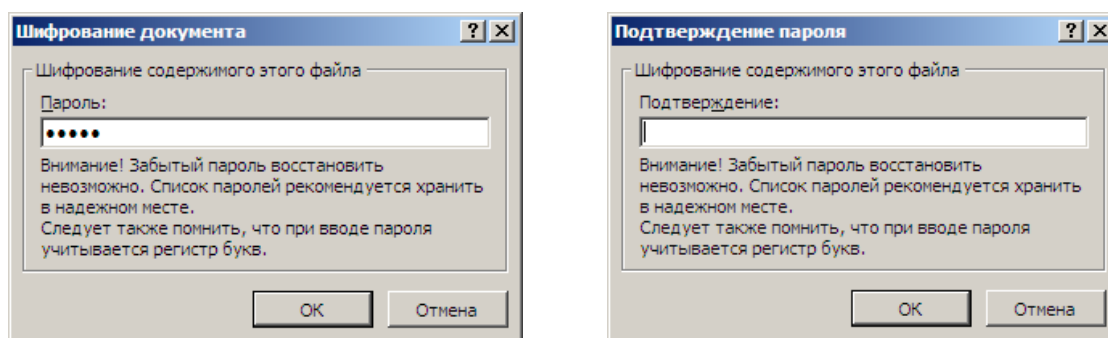 Шифрование документа
Шифрование содержимого этого файла
Пароль:
•••••
Внимание! Забытый пароль восстановить
невозможно. Список паролей рекомендуется хранить
в надежном месте.
Следует также помнить, что при вводе пароля
учитывается регистр букв.
ОК
Отмена
Подтверждение пароля
Шифрование содержимого этого файла
Подтверждение:
Внимание! Забытый пароль восстановить
невозможно. Список паролей рекомендуется хранить
в надежном месте.
Следует также помнить, что при вводе пароля
учитывается регистр букв.
ОК
Отмена